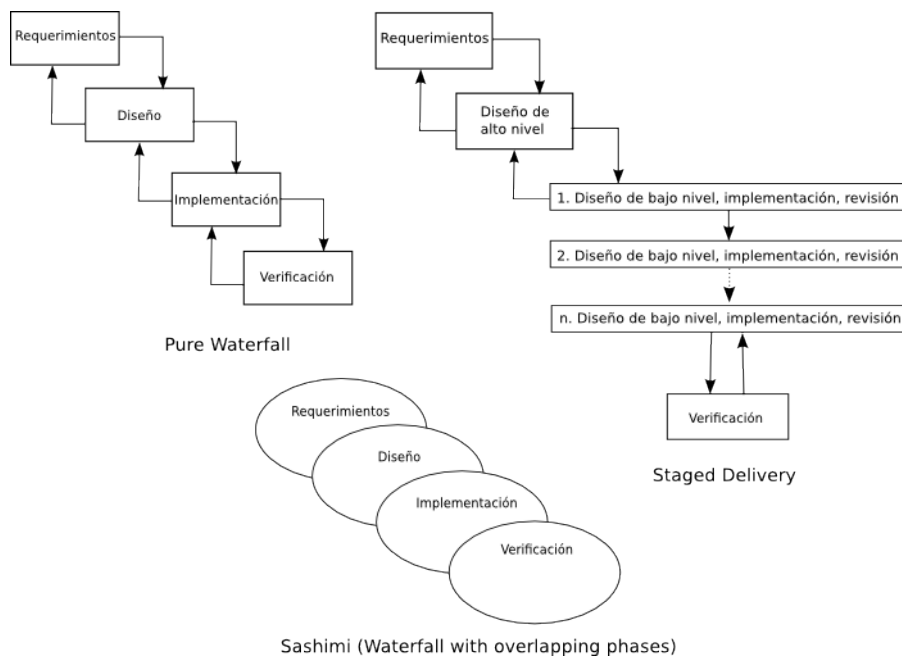 Requerimientos
Diseño
Implementación
Verificación
Pure Waterfall
Requerimientos
Diseño de
alto nivel
1. Diseño de bajo nivel, implementación, revisión
2. Diseño de bajo nivel, implementación, revisión
n. Diseño de bajo nivel, implementación, revisión
Verificación
Staged Delivery
Requerimientos
Diseño
Implementación
Verificación
Sashimi (Waterfall with overlapping phases)